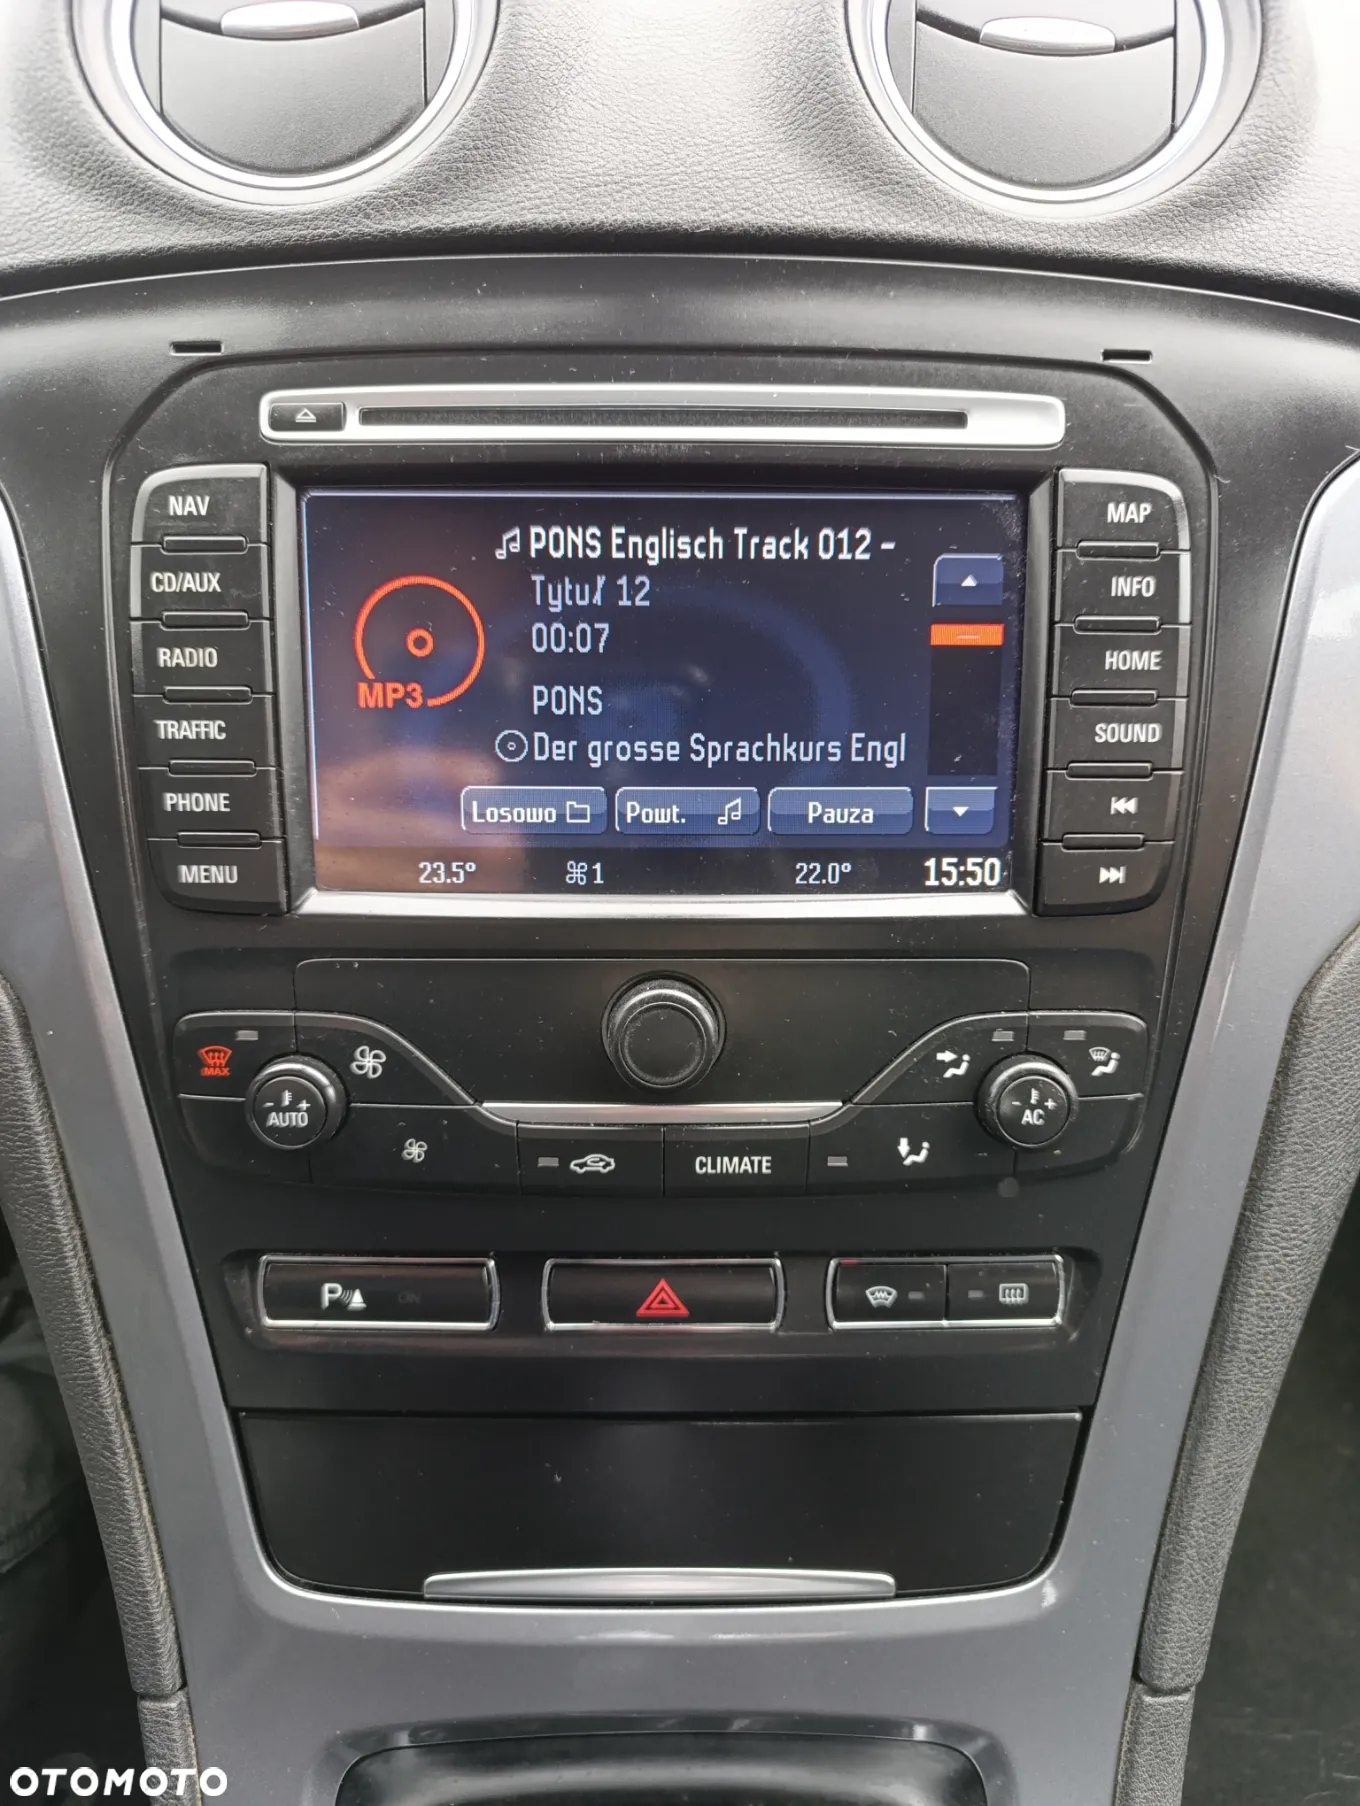 NAV
CD/AUX
RADIO
TRAFFIC
PHONE
MENU
PONS Englisch Track 012 -
Tytuł 12
00:07
PONS
Der grosse Sprachkurs Engl
MP3
Losowo
Powt.
Pauza
23.5°
1
22.0°
15:50
MAP
INFO
HOME
SOUND
MAX
- +
AUTO
- +
AC
CLIMATE
P
OTOMOTO